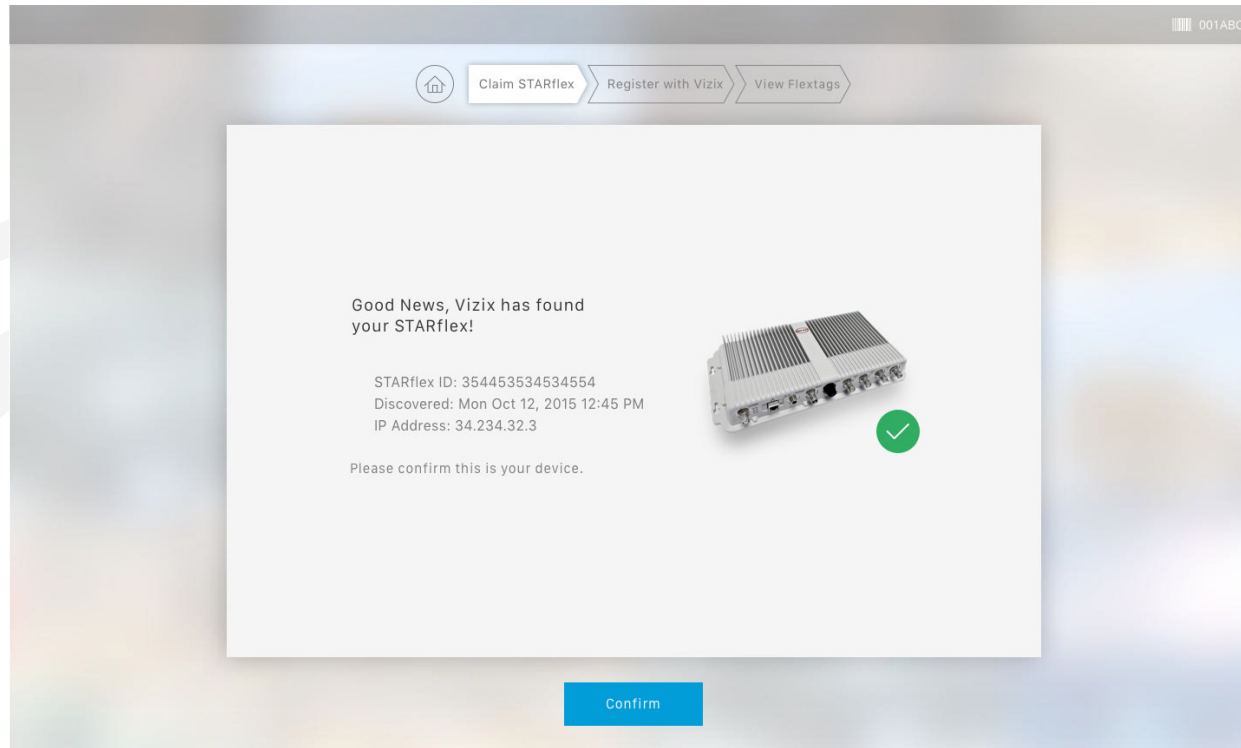 001ABC
Claim STARflex
Register with Vizix
View Flextags
Good News, Vizix has found
your STARflex!
STARflex ID: 354453534534554
Discovered: Mon Oct 12, 2015 12:45 PM
IP Address: 34.234.32.3
Please confirm this is your device.
Confirm